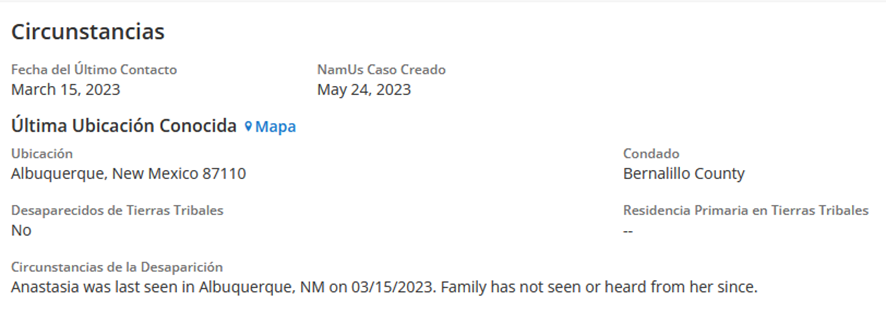 Circunstancias
Fecha del Último Contacto NamUs Caso Creado
March 15, 2023 May 24, 2023
Última Ubicación Conocida Mapa
Ubicación Condado
Albuquerque, New Mexico 87110 Bernalillo County
Desaparecidos de Tierras Tribales Residencia Primaria en Tierras Tribales
No --
Circunstancias de la Desaparición
Anastasia was last seen in Albuquerque, NM on 03/15/2023. Family has not seen or heard from her since.